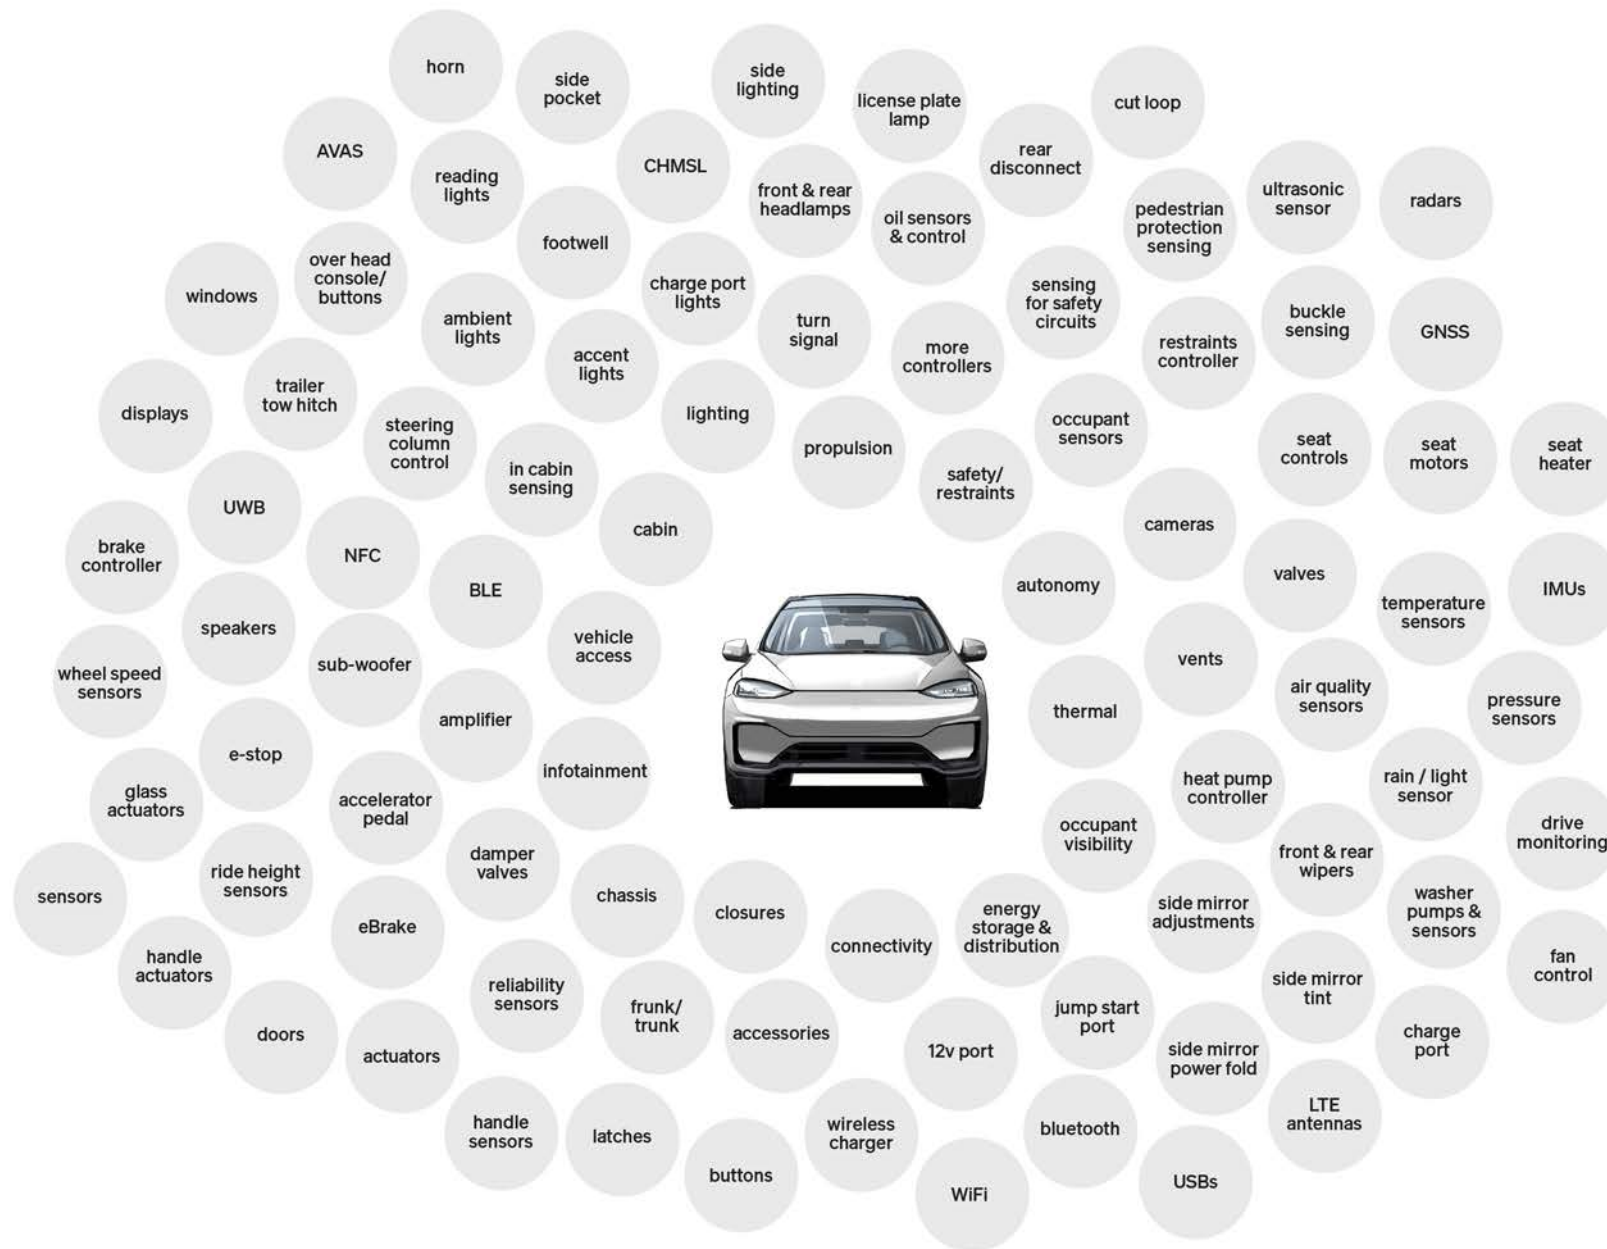 horn
side
pocket
side
lighting
license plate
lamp
cut loop
AVAS
reading
lights
CHMSL
front & rear
headlamps
rear
disconnect
oil sensors
& control
pedestrian
protection
sensing
ultrasonic
sensor
radars
windows
over head
console/
buttons
footwell
ambient
lights
charge port
lights
accent
lights
turn
signal
more
controllers
sensing
for safety
circuits
restraints
controller
buckle
sensing
GNSS
displays
trailer
tow hitch
steering
column
control
in cabin
sensing
lighting
propulsion
safety/
restraints
occupant
sensors
seat
controls
seat
motors
seat
heater
UWB
brake
controller
NFC
BLE
cabin
cameras
autonomy
valves
temperature
sensors
IMUs
speakers
wheel speed
sensors
sub-woofer
vehicle
access
vents
thermal
air quality
sensors
pressure
sensors
amplifier
e-stop
infotainment
glass
actuators
accelerator
pedal
heat pump
controller
rain / light
sensor
drive
monitoring
occupant
visibility
front & rear
wipers
sensors
ride height
sensors
damper
valves
eBrake
chassis
closures
connectivity
energy
storage &
distribution
side mirror
adjustments
washer
pumps &
sensors
handle
actuators
fan
control
doors
actuators
reliability
sensors
frunk/
trunk
accessories
12v port
jump start
port
side mirror
tint
side mirror
power fold
charge
port
handle
sensors
latches
buttons
wireless
charger
WiFi
bluetooth
USBs
LTE
antennas